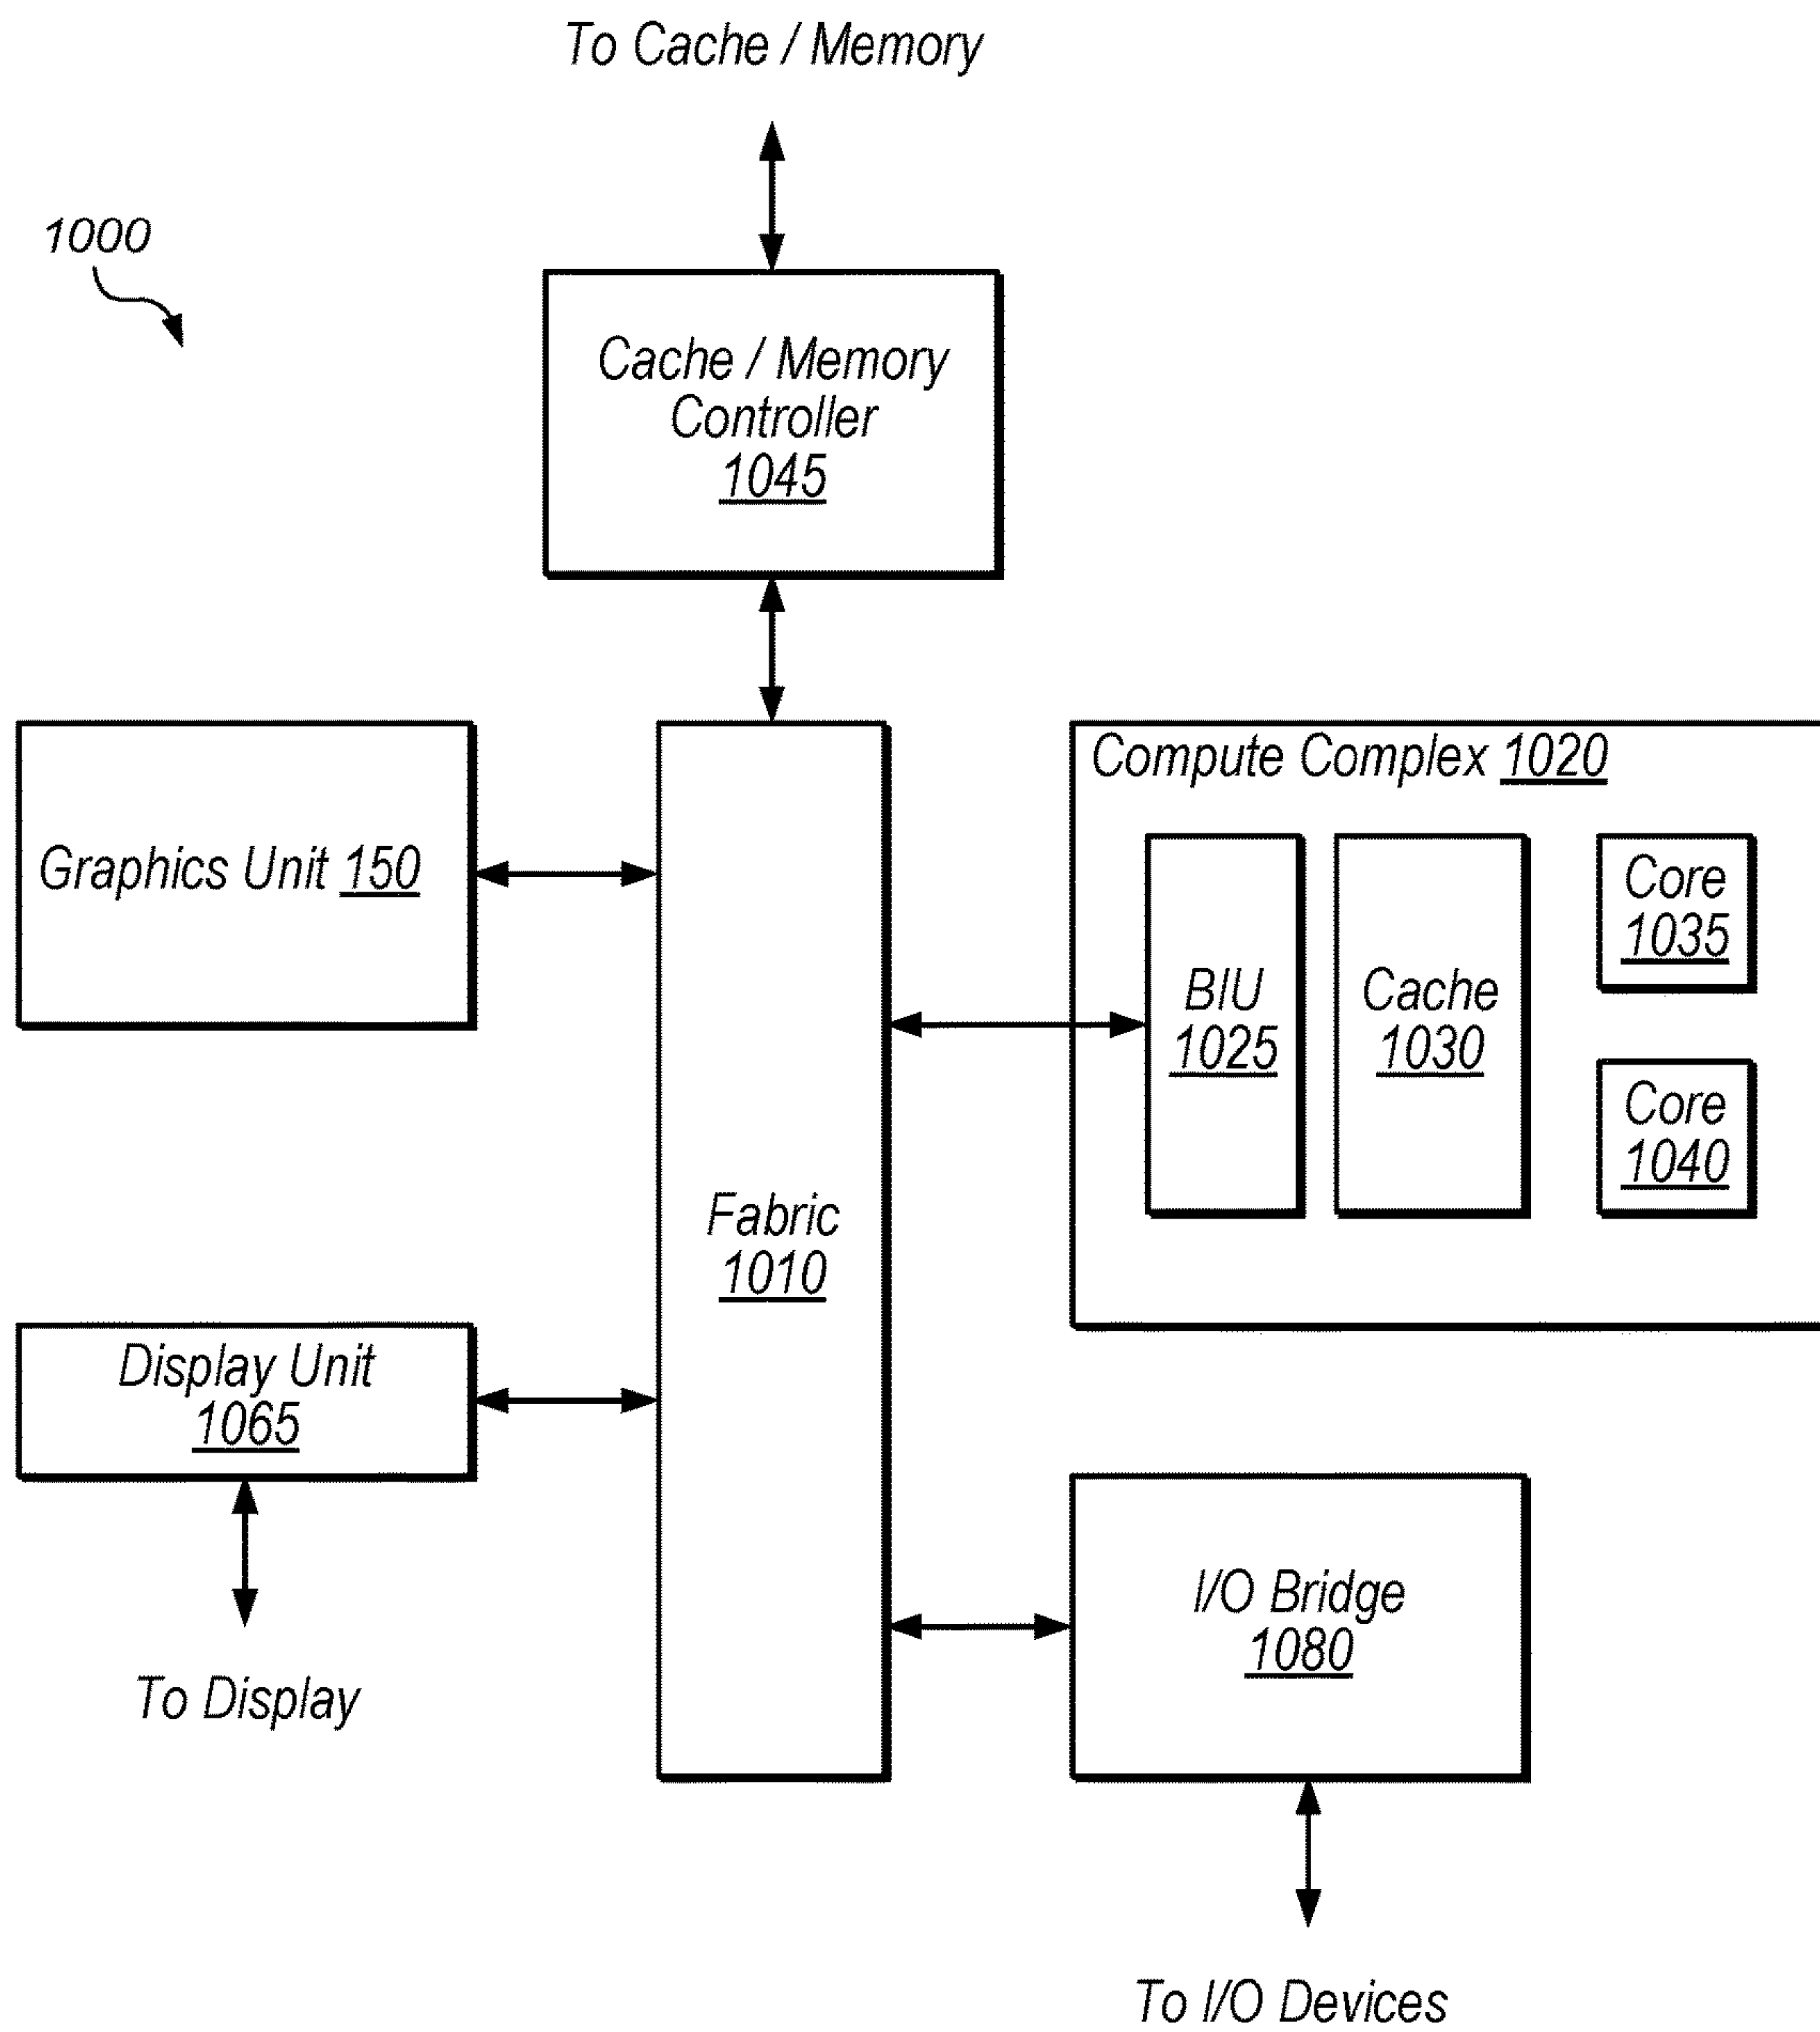 To Cache / Memory
1000
Cache / Memory
Controller
1045
Graphics Unit 150
Fabric
1010
Compute Complex 1020
BIU
1025
Cache
1030
Core
1035
Core
1040
Display Unit
1065
To Display
I/O Bridge
1080
To I/O Devices